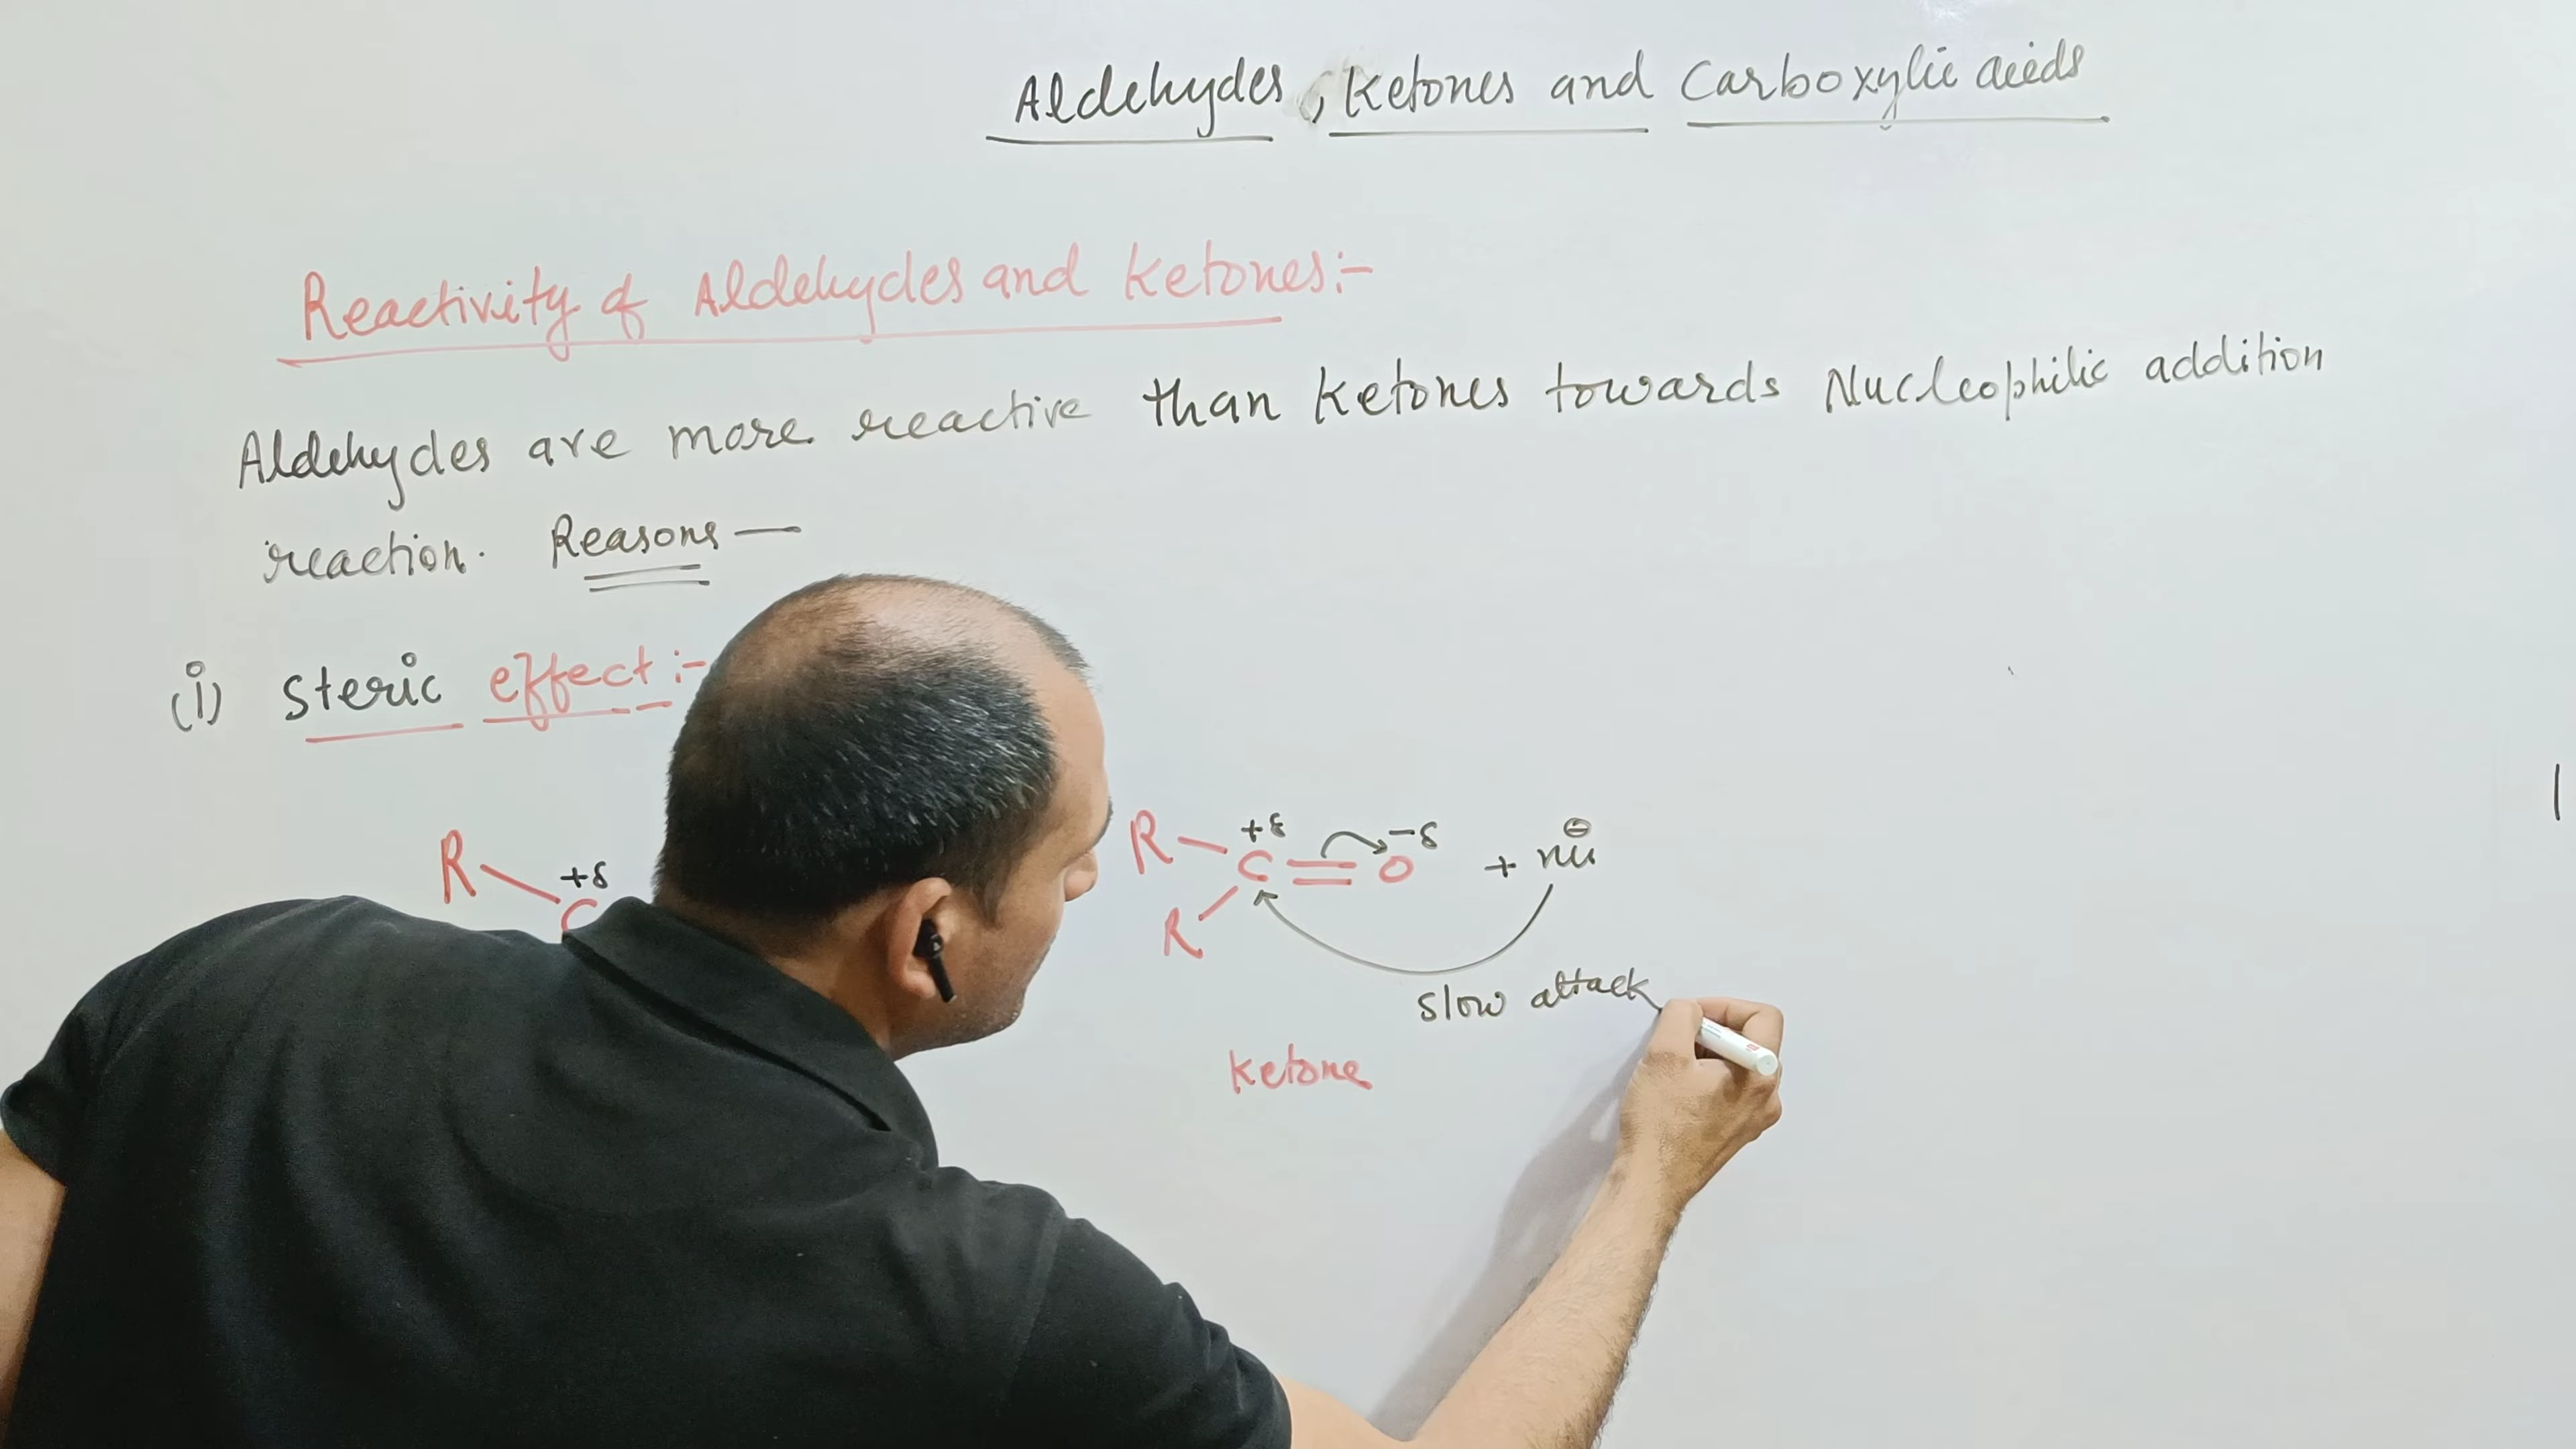 Aldehydes, Ketones and Carboxylic acids
Reactivity of Aldehydes and Ketones:-
Aldehydes are more reactive than Ketones towards Nucleophilic addition
reaction. Reasons —
(i) Steric effect:-
R +δ
C
R +δ -δ ⊖
C = O + nu
R
slow attack
Ketone